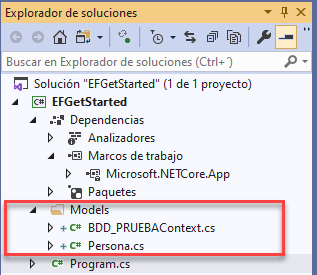 Explorador de soluciones
Buscar en Explorador de soluciones (Ctrl+´)
Solución "EFGetStarted" (1 de 1 proyecto)
EFGetStarted
Dependencias
Analizadores
Marcos de trabajo
Microsoft.NETCore.App
Paquetes
Models
+ C# BDD_PRUEBAContext.cs
+ C# Persona.cs
C# Program.cs